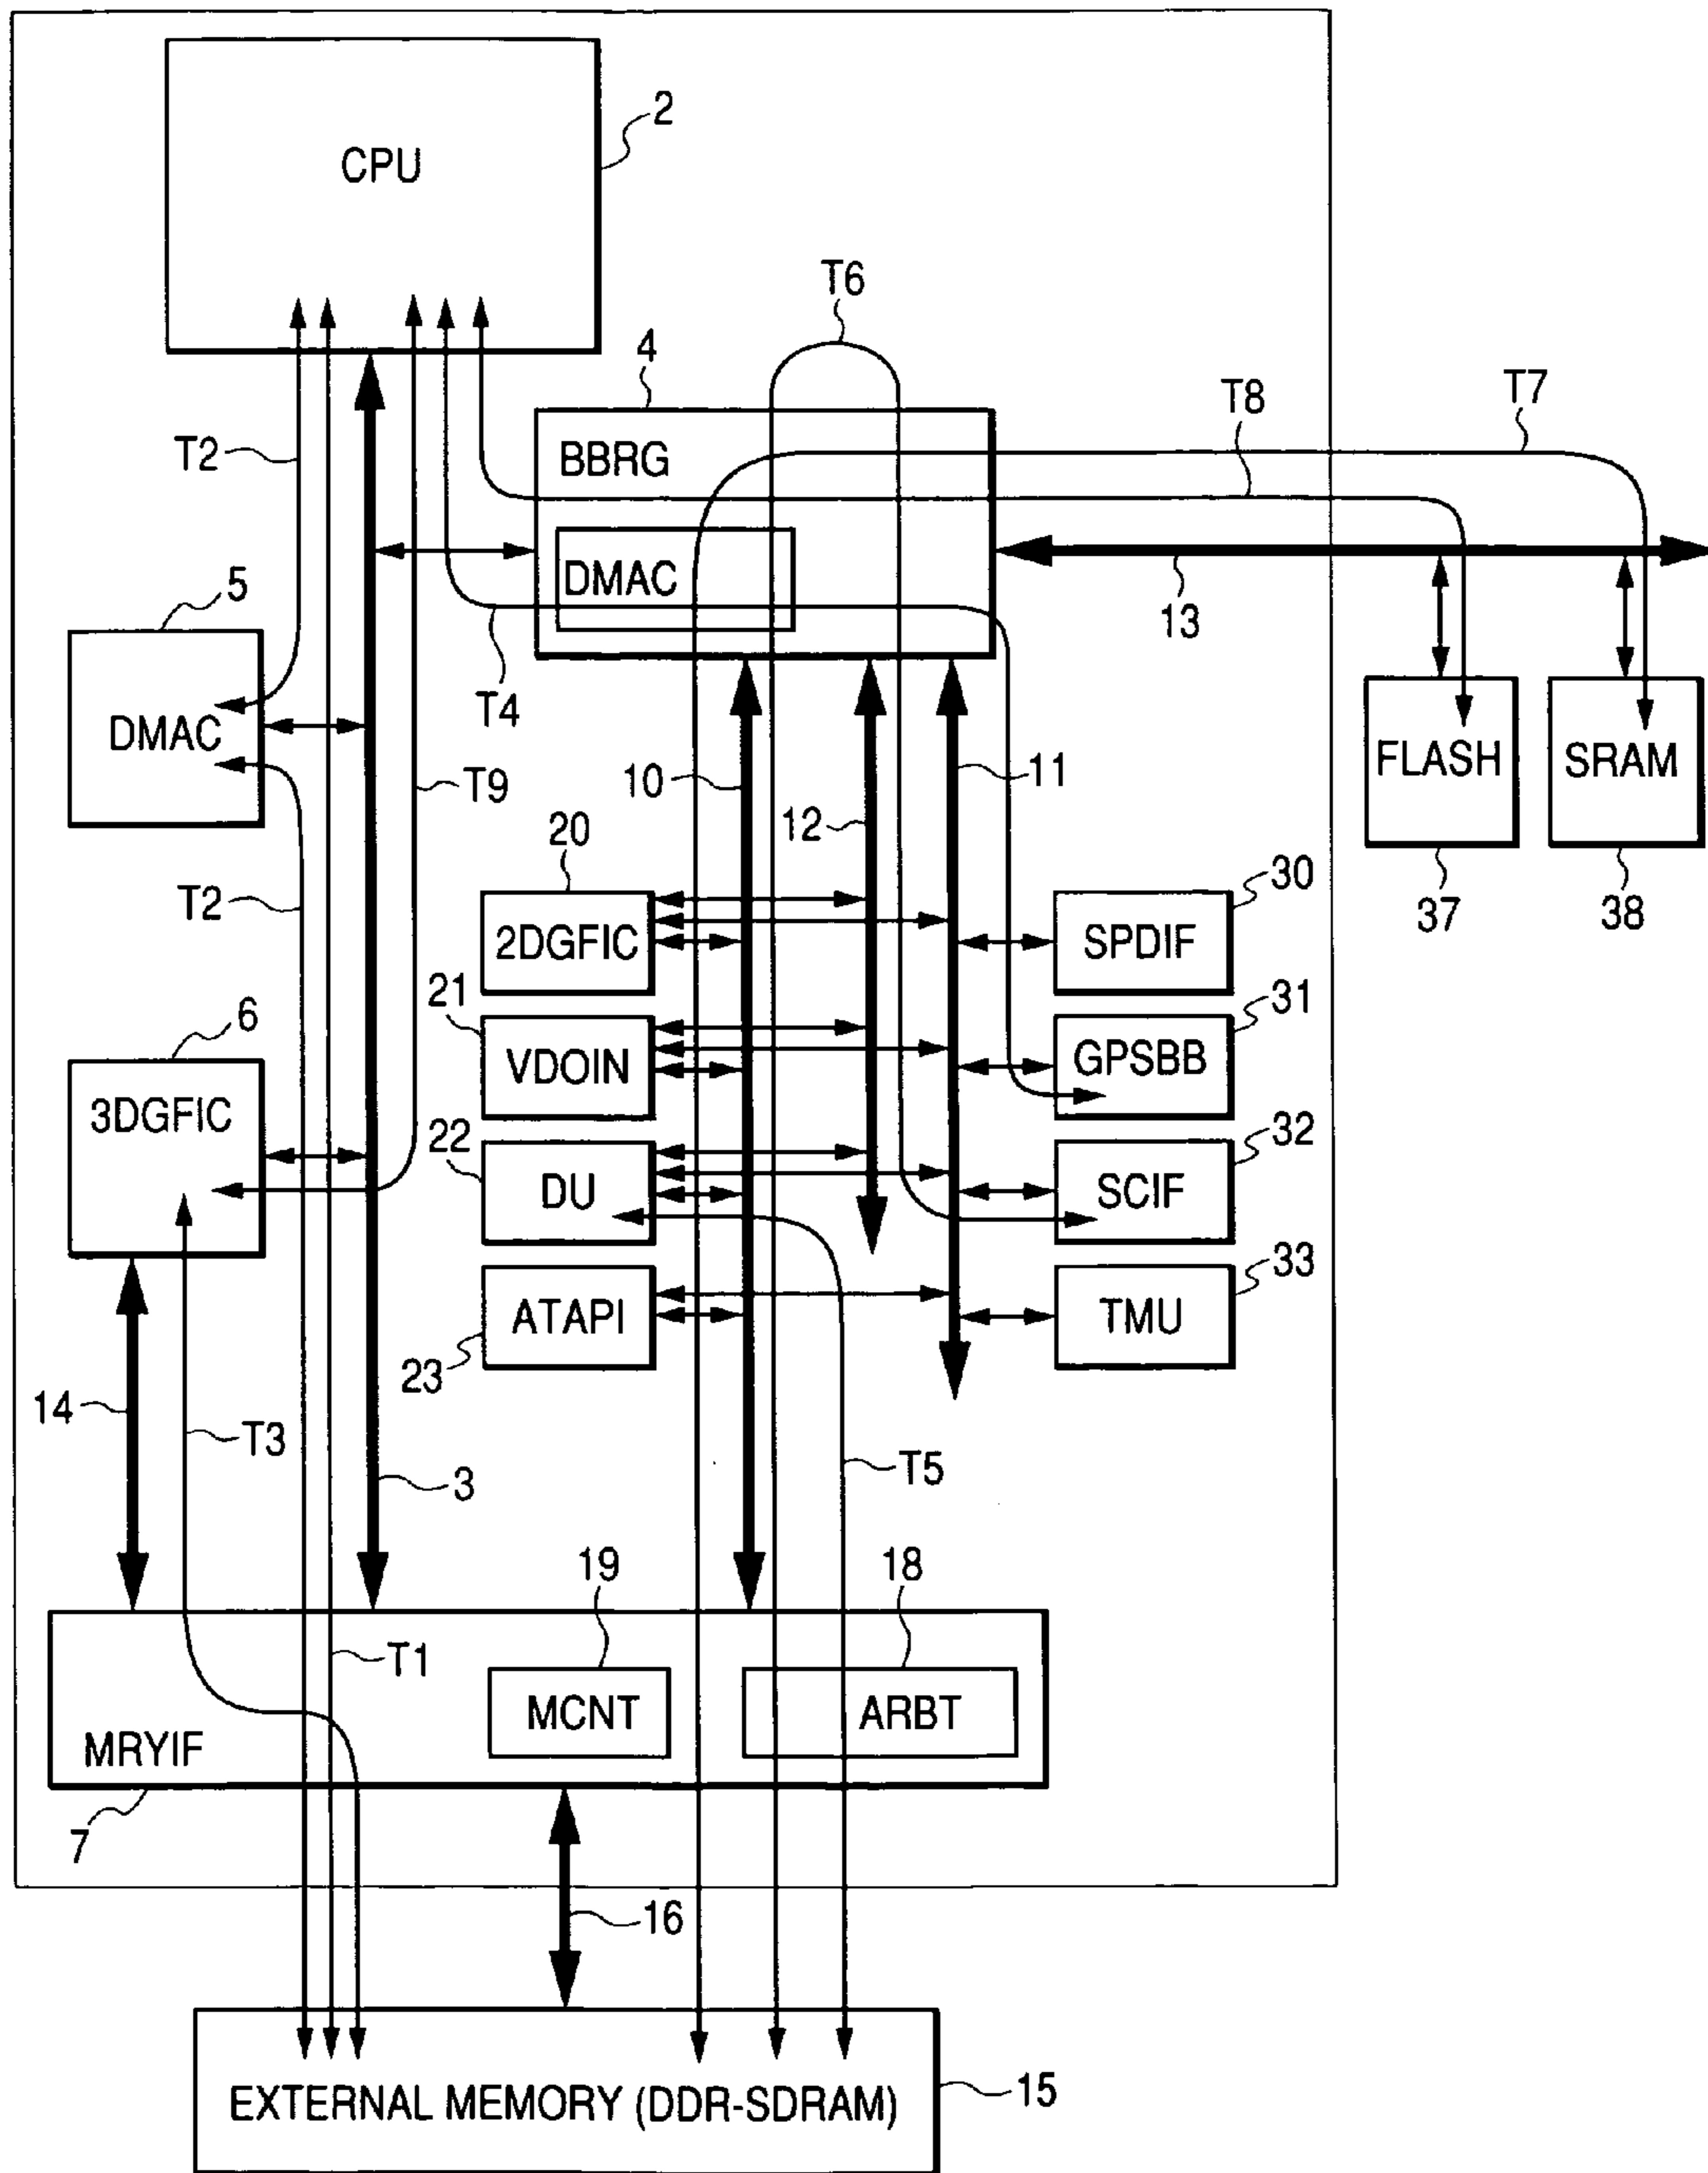 2
CPU
T6
4
T8
T7
T2
BBRG
DMAC
13
5
T4
DMAC
T9
10
11
FLASH
SRAM
12
20
30
T2
37
38
2DGFIC
SPDIF
21
31
6
VDOIN
GPSBB
3DGFIC
22
32
DU
SCIF
33
ATAPI
TMU
23
14
T3
T5
3
19
18
T1
MCNT
ARBT
MRYIF
7
16
EXTERNAL MEMORY (DDR-SDRAM)
15